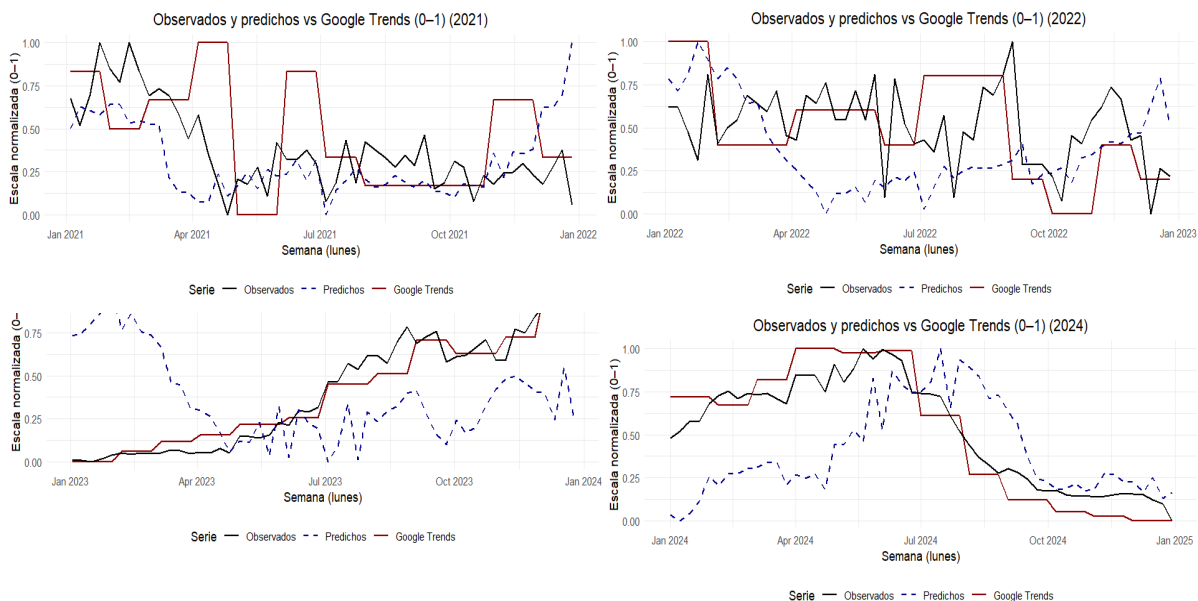 Observados y predichos vs Google Trends (0–1) (2021)
Escala normalizada (0–1)
1.00
0.75
0.50
0.25
0.00
Jan 2021
Apr 2021
Jul 2021
Oct 2021
Jan 2022
Semana (lunes)
Serie Observados Predichos Google Trends
Observados y predichos vs Google Trends (0–1) (2022)
Escala normalizada (0–1)
1.00
0.75
0.50
0.25
0.00
Jan 2022
Apr 2022
Jul 2022
Oct 2022
Jan 2023
Semana (lunes)
Serie Observados Predichos Google Trends
Escala normalizada (0–
0.75
0.50
0.25
0.00
Jan 2023
Apr 2023
Jul 2023
Oct 2023
Jan 2024
Semana (lunes)
Serie Observados Predichos Google Trends
Observados y predichos vs Google Trends (0–1) (2024)
Escala normalizada (0–1)
1.00
0.75
0.50
0.25
0.00
Jan 2024
Apr 2024
Jul 2024
Oct 2024
Jan 2025
Semana (lunes)
Serie Observados Predichos Google Trends